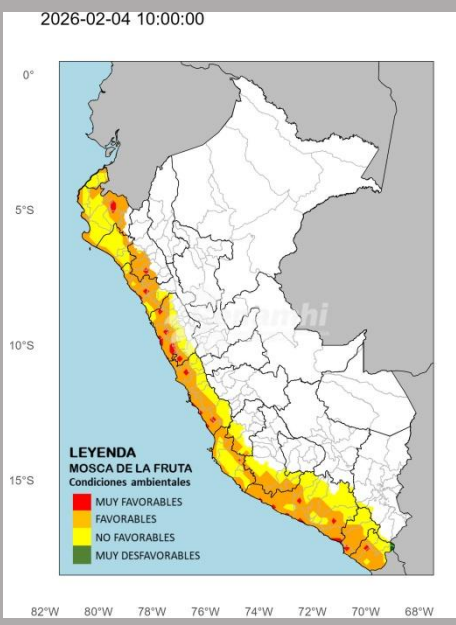 2026-02-04 10:00:00
0°
5°S
10°S
15°S
senamhi
LEYENDA
MOSCA DE LA FRUTA
Condiciones ambientales
MUY FAVORABLES
FAVORABLES
NO FAVORABLES
MUY DESFAVORABLES
82°W 80°W 78°W 76°W 74°W 72°W 70°W 68°W